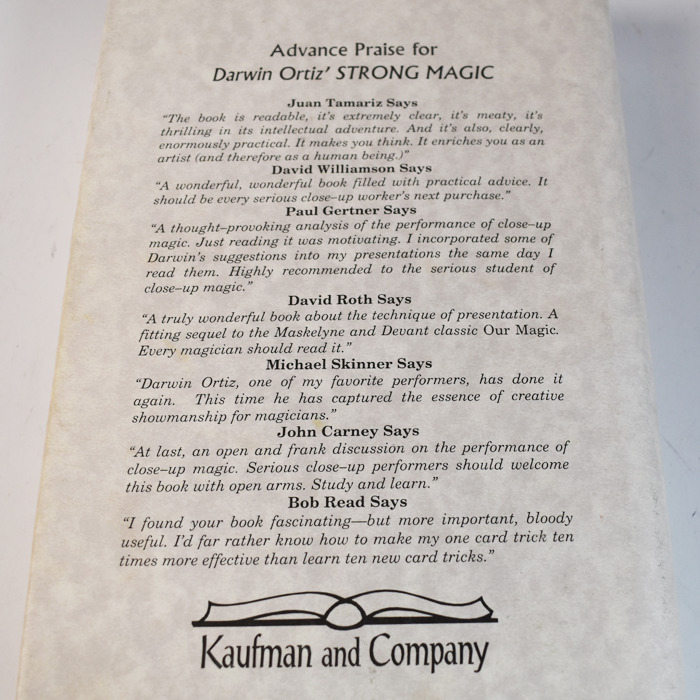 Advance Praise for
Darwin Ortiz' STRONG MAGIC
Juan Tamariz Says
"The book is readable, it's extremely clear, it's meaty, it's
thrilling in its intellectual adventure. And it's also, clearly,
enormously practical. It makes you think. It enriches you as an
artist (and therefore as a human being.)"
David Williamson Says
"A wonderful, wonderful book filled with practical advice. It
should be every serious close–up worker's next purchase."
Paul Gertner Says
"A thought–provoking analysis of the performance of close–up
magic. Just reading it was motivating. I incorporated some of
Darwin's suggestions into my presentations the same day I
read them. Highly recommended to the serious student of
close–up magic."
David Roth Says
"A truly wonderful book about the technique of presentation. A
fitting sequel to the Maskelyne and Devant classic Our Magic.
Every magician should read it."
Michael Skinner Says
"Darwin Ortiz, one of my favorite performers, has done it
again. This time he has captured the essence of creative
showmanship for magicians."
John Carney Says
"At last, an open and frank discussion on the performance of
close–up magic. Serious close–up performers should welcome
this book with open arms. Study and learn."
Bob Read Says
"I found your book fascinating—but more important, bloody
useful. I'd far rather know how to make my one card trick ten
times more effective than learn ten new card tricks."
Kaufman and Company